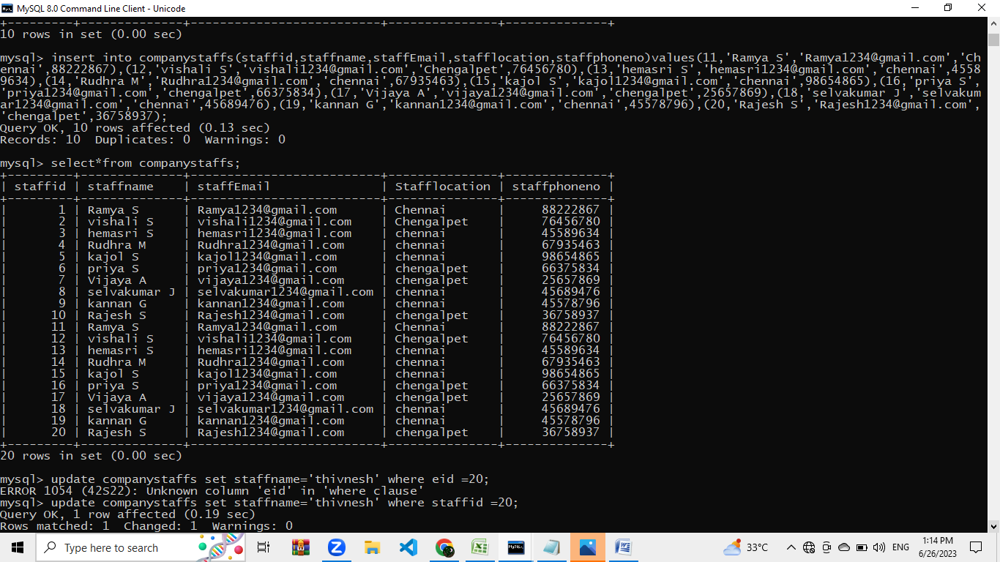 MySQL 8.0 Command Line Client - Unicode
+---------+--------------+--------------------------+---------------+--------------+
10 rows in set (0.00 sec)
mysql> insert into companystaffs(staffid,staffname,staffEmail,stafflocation,staffphoneno)values(11,'Ramya S','Ramya1234@gmail.com','Ch
ennai',88222867),(12,'vishali S','vishali1234@gmail.com','Chengalpet',76456780),(13,'hemasri S','hemasri1234@gmail.com','chennai',4558
9634),(14,'Rudhra M','Rudhra1234@gmail.com','chennai',67935463),(15,'kajol S','kajol1234@gmail.com','chennai',98654865),(16,'priya S',
'priya1234@gmail.com','chengalpet',66375834),(17,'Vijaya A','vijaya1234@gmail.com','chengalpet',25657869),(18,'selvakumar J','selvakum
ar1234@gmail.com','chennai',45689476),(19,'kannan G','kannan1234@gmail.com','chennai',45578796),(20,'Rajesh S','Rajesh1234@gmail.com',
'chengalpet',36758937);
Query OK, 10 rows affected (0.13 sec)
Records: 10  Duplicates: 0  Warnings: 0
mysql> select*from companystaffs;
+---------+--------------+--------------------------+---------------+--------------+
| staffid | staffname    | staffEmail               | Stafflocation | staffphoneno |
+---------+--------------+--------------------------+---------------+--------------+
|       1 | Ramya S      | Ramya1234@gmail.com      | Chennai       |     88222867 |
|       2 | vishali S    | vishali1234@gmail.com    | Chengalpet    |     76456780 |
|       3 | hemasri S    | hemasri1234@gmail.com    | chennai       |     45589634 |
|       4 | Rudhra M     | Rudhra1234@gmail.com     | chennai       |     67935463 |
|       5 | kajol S      | kajol1234@gmail.com      | chennai       |     98654865 |
|       6 | priya S      | priya1234@gmail.com      | chengalpet    |     66375834 |
|       7 | Vijaya A     | vijaya1234@gmail.com     | chengalpet    |     25657869 |
|       8 | selvakumar J | selvakumar1234@gmail.com | chennai       |     45689476 |
|       9 | kannan G     | kannan1234@gmail.com     | chennai       |     45578796 |
|      10 | Rajesh S     | Rajesh1234@gmail.com     | chengalpet    |     36758937 |
|      11 | Ramya S      | Ramya1234@gmail.com      | Chennai       |     88222867 |
|      12 | vishali S    | vishali1234@gmail.com    | Chengalpet    |     76456780 |
|      13 | hemasri S    | hemasri1234@gmail.com    | chennai       |     45589634 |
|      14 | Rudhra M     | Rudhra1234@gmail.com     | chennai       |     67935463 |
|      15 | kajol S      | kajol1234@gmail.com      | chennai       |     98654865 |
|      16 | priya S      | priya1234@gmail.com      | chengalpet    |     66375834 |
|      17 | Vijaya A     | vijaya1234@gmail.com     | chengalpet    |     25657869 |
|      18 | selvakumar J | selvakumar1234@gmail.com | chennai       |     45689476 |
|      19 | kannan G     | kannan1234@gmail.com     | chennai       |     45578796 |
|      20 | Rajesh S     | Rajesh1234@gmail.com     | chengalpet    |     36758937 |
+---------+--------------+--------------------------+---------------+--------------+
20 rows in set (0.00 sec)
mysql> update companystaffs set staffname='thivnesh' where eid =20;
ERROR 1054 (42S22): Unknown column 'eid' in 'where clause'
mysql> update companystaffs set staffname='thivnesh' where staffid =20;
Query OK, 1 row affected (0.19 sec)
Rows matched: 1  Changed: 1  Warnings: 0
Type here to search
33°C
ENG
1:14 PM
6/26/2023